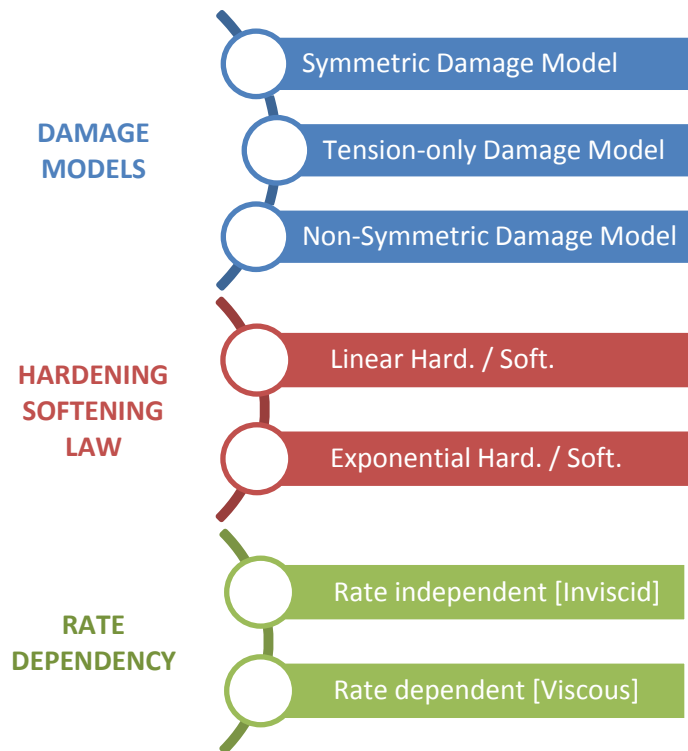 DAMAGE
MODELS
Symmetric Damage Model
Tension-only Damage Model
Non-Symmetric Damage Model
HARDENING
SOFTENING
LAW
Linear Hard. / Soft.
Exponential Hard. / Soft.
RATE
DEPENDENCY
Rate independent [Inviscid]
Rate dependent [Viscous]